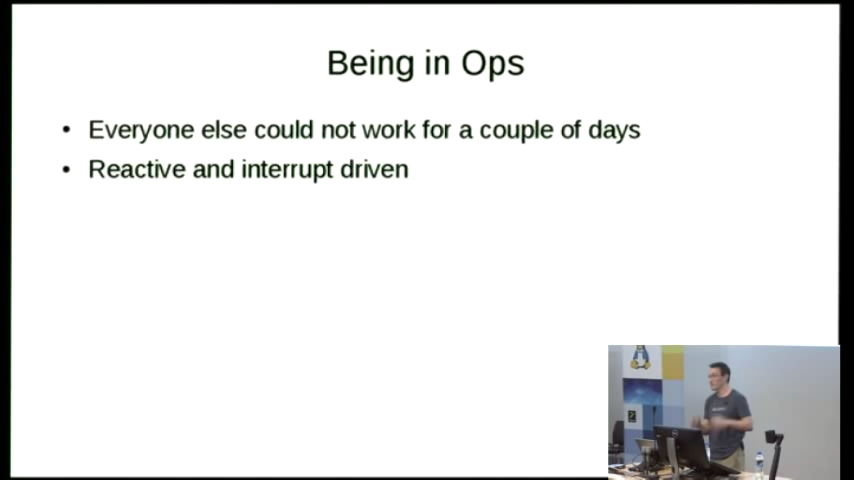 Being in Ops
• Everyone else could not work for a couple of days
• Reactive and interrupt driven